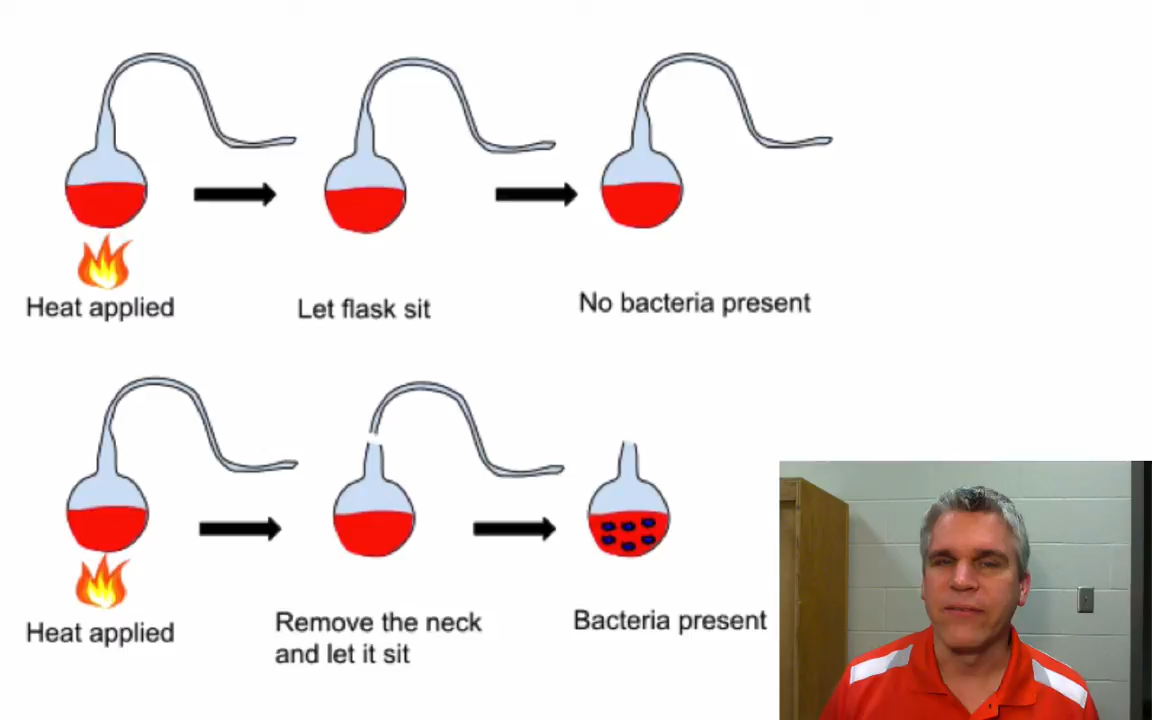 Heat applied
Let flask sit
No bacteria present
Heat applied
Remove the neck
and let it sit
Bacteria present